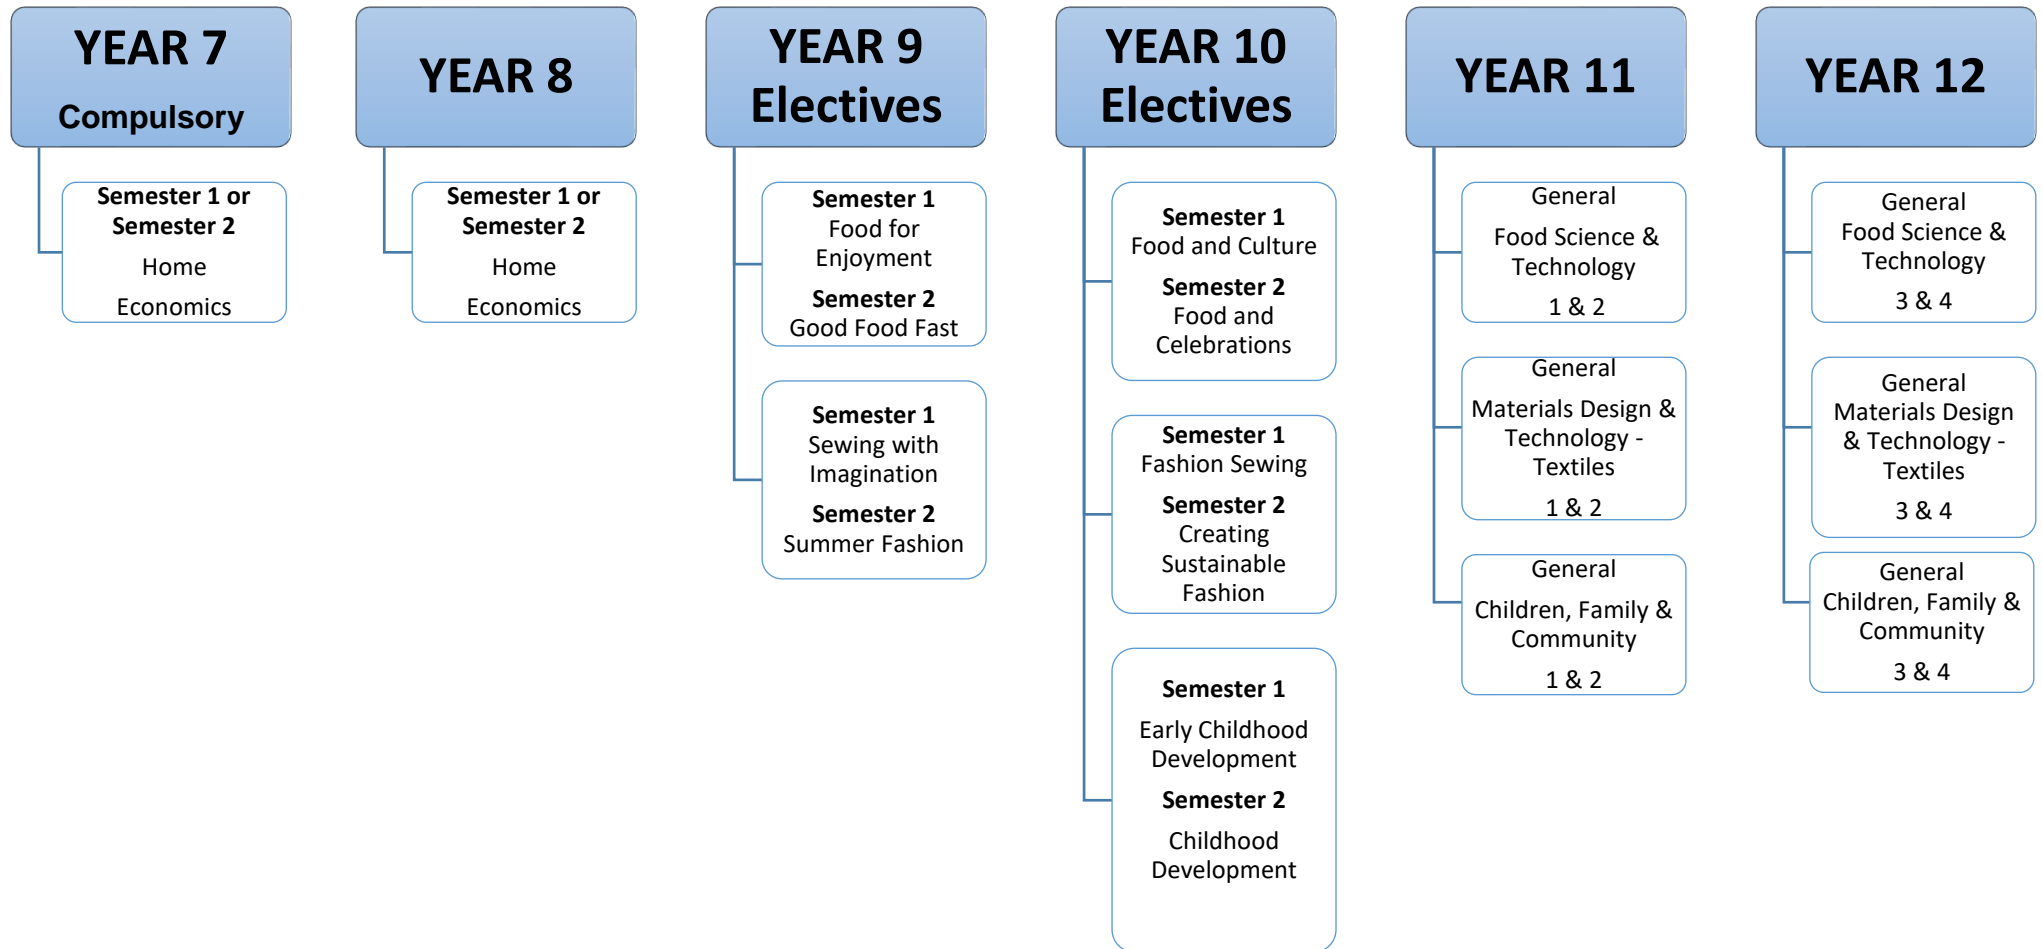 YEAR 7
Compulsory
Semester 1 or
Semester 2
Home
Economics
YEAR 8
Semester 1 or
Semester 2
Home
Economics
YEAR 9
Electives
Semester 1
Food for
Enjoyment
Semester 2
Good Food Fast
Semester 1
Sewing with
Imagination
Semester 2
Summer Fashion
YEAR 10
Electives
Semester 1
Food and Culture
Semester 2
Food and
Celebrations
Semester 1
Fashion Sewing
Semester 2
Creating
Sustainable
Fashion
Semester 1
Early Childhood
Development
Semester 2
Childhood
Development
YEAR 11
General
Food Science &
Technology
1 & 2
General
Materials Design &
Technology -
Textiles
1 & 2
General
Children, Family &
Community
1 & 2
YEAR 12
General
Food Science &
Technology
3 & 4
General
Materials Design
& Technology -
Textiles
3 & 4
General
Children, Family &
Community
3 & 4